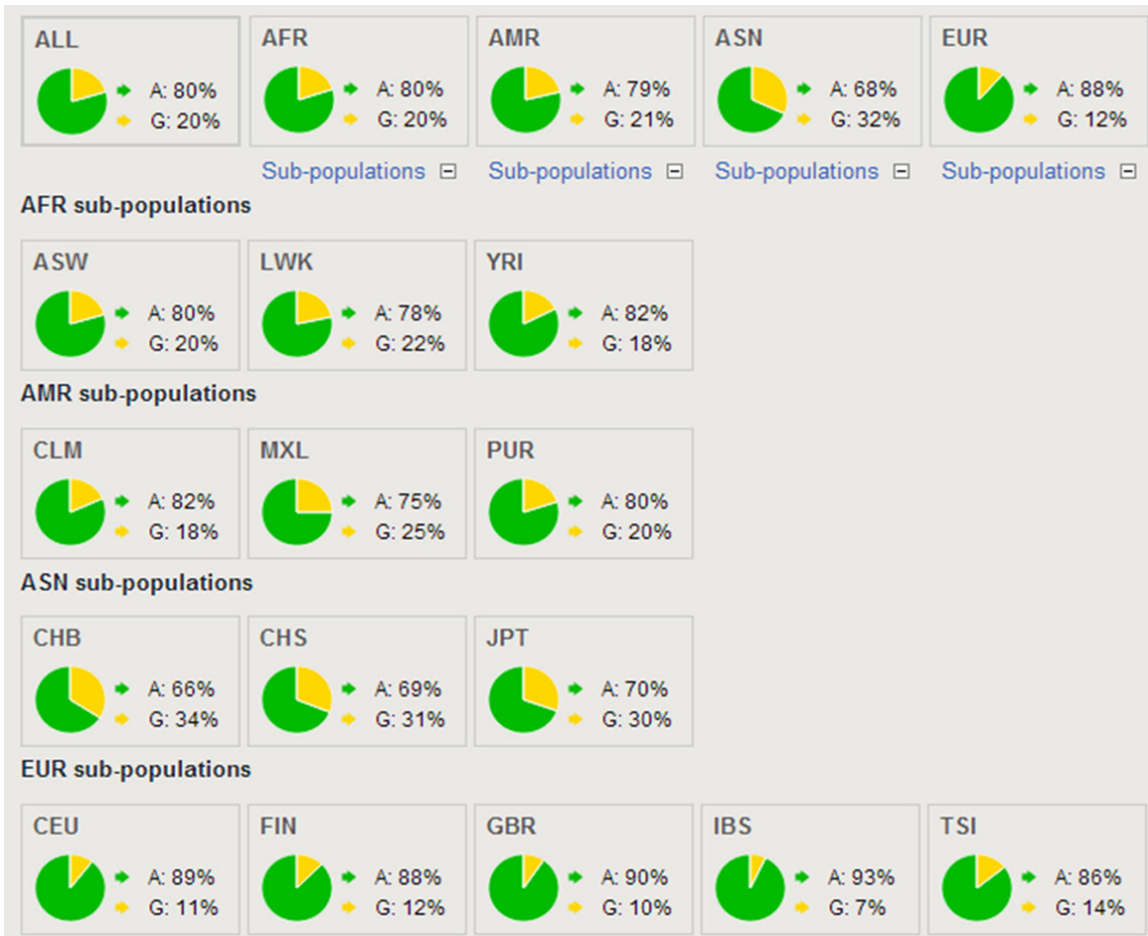 ALL AFR AMR ASN EUR
A: 80% A: 80% A: 79% A: 68% A: 88%
G: 20% G: 20% G: 21% G: 32% G: 12%
Sub-populations Sub-populations Sub-populations Sub-populations
AFR sub-populations
ASW LWK YRI
A: 80% A: 78% A: 82%
G: 20% G: 22% G: 18%
AMR sub-populations
CLM MXL PUR
A: 82% A: 75% A: 80%
G: 18% G: 25% G: 20%
ASN sub-populations
CHB CHS JPT
A: 66% A: 69% A: 70%
G: 34% G: 31% G: 30%
EUR sub-populations
CEU FIN GBR IBS TSI
A: 89% A: 88% A: 90% A: 93% A: 86%
G: 11% G: 12% G: 10% G: 7% G: 14%